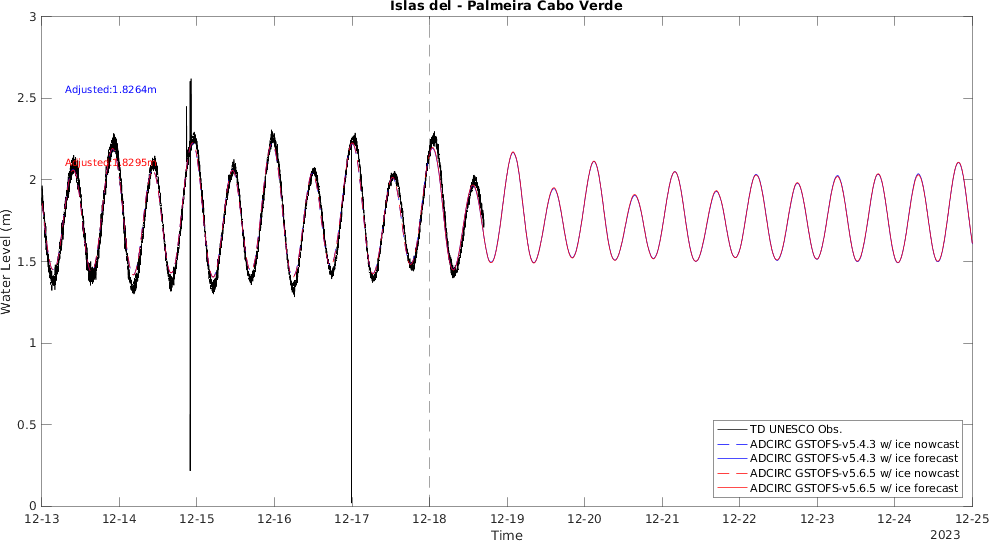 Islas del - Palmeira Cabo Verde
3
2.5
2
1.5
1
0.5
0
Water Level (m)
Adjusted:1.8264m
Adjusted:1.8295m
TD UNESCO Obs.
ADCIRC GSTOFS-v5.4.3 w/ ice nowcast
ADCIRC GSTOFS-v5.4.3 w/ ice forecast
ADCIRC GSTOFS-v5.6.5 w/ ice nowcast
ADCIRC GSTOFS-v5.6.5 w/ ice forecast
12-13 12-14 12-15 12-16 12-17 12-18 12-19 12-20 12-21 12-22 12-23 12-24 12-25
Time
2023